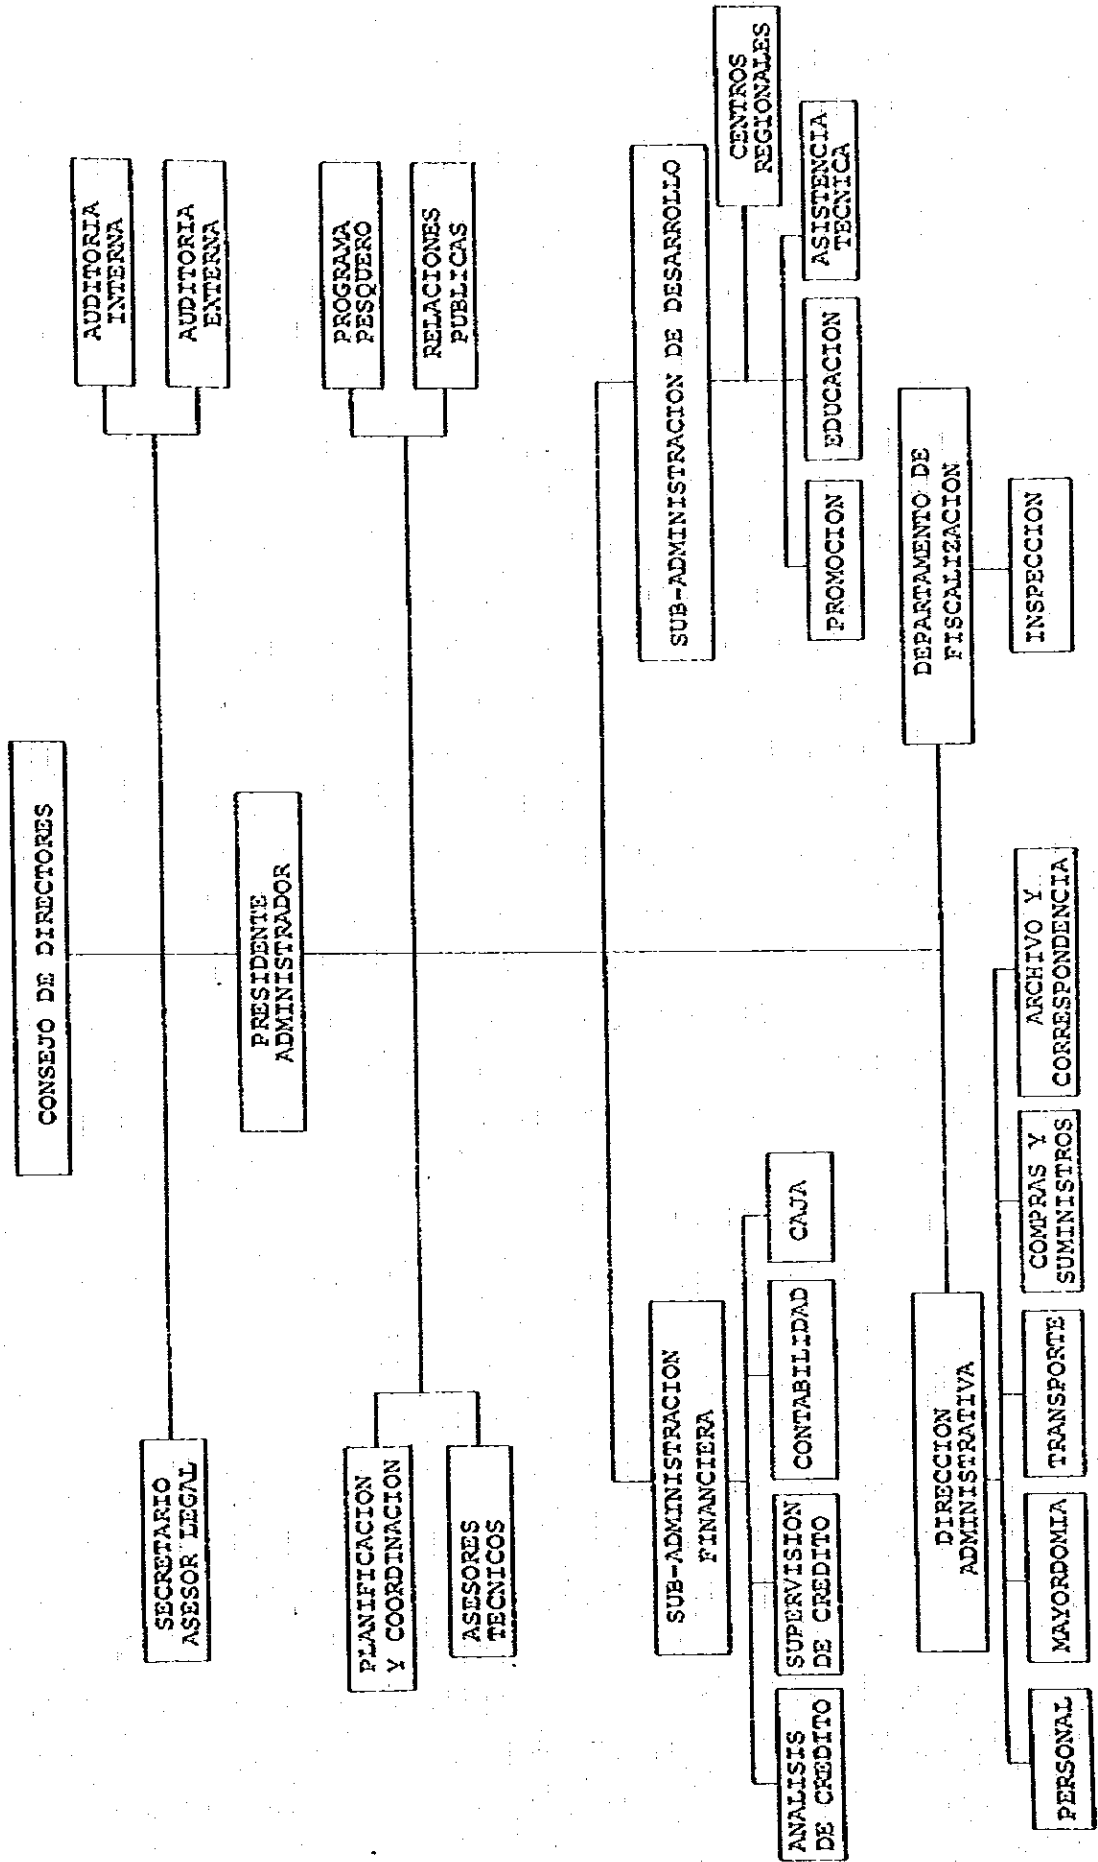 CONSEJO DE DIRECTORES
AUDITORIA
INTERNA
SECRETARIO
ASESOR LEGAL
AUDITORIA
EXTERNA
PRESIDENTE
ADMINISTRADOR
PLANIFICACION
Y COORDINACION
PROGRAMA
PESQUERO
ASESORES
TECNICOS
RELACIONES
PUBLICAS
SUB-ADMINISTRACION
FINANCIERA
SUB-ADMINISTRACION DE DESARROLLO
CENTROS
REGIONALES
ANALISIS
DE CREDITO
SUPERVISION
DE CREDITO
CONTABILIDAD
CAJA
PROMOCION
EDUCACION
ASISTENCIA
TECNICA
DIRECCION
ADMINISTRATIVA
DEPARTAMENTO DE
FISCALIZACION
PERSONAL
MAYORDOMIA
TRANSPORTE
COMPRAS Y
SUMINISTROS
ARCHIVO Y
CORRESPONDENCIA
INSPECCION